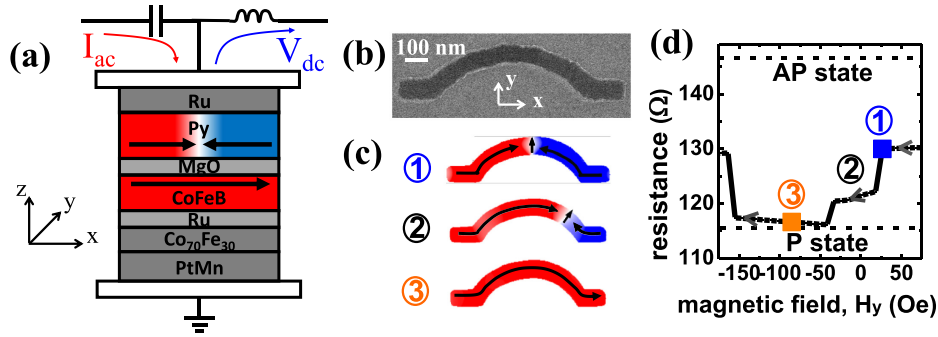 (a)
I_ac
V_dc
Ru
Py
MgO
CoFeB
Ru
Co70Fe30
PtMn
z
y
x
(b)
100 nm
y
x
(c)
1
2
3
(d)
resistance (Ω)
140
130
120
AP state
1
2
3
P state
-150
-100
-50
0
50
magnetic field, Hy (Oe)